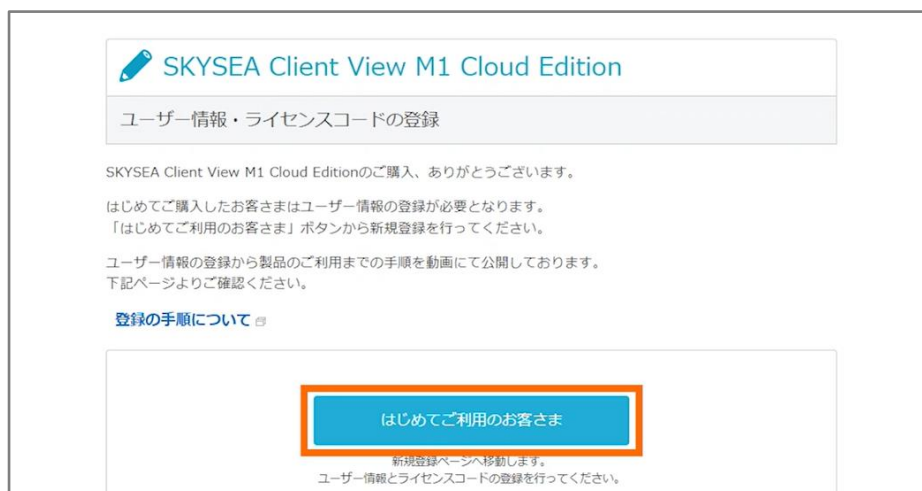 SKYSEA Client View M1 Cloud Edition
ユーザー情報・ライセンスコードの登録
SKYSEA Client View M1 Cloud Editionのご購入、ありがとうございます。
はじめてご購入したお客さまはユーザー情報の登録が必要となります。
「はじめてご利用のお客さま」ボタンから新規登録を行ってください。
ユーザー情報の登録から製品のご利用までの手順を動画にて公開しております。
下記ページよりご確認ください。
登録の手順について
はじめてご利用のお客さま
新規登録ページへ移動します。
ユーザー情報とライセンスコードの登録を行ってください。